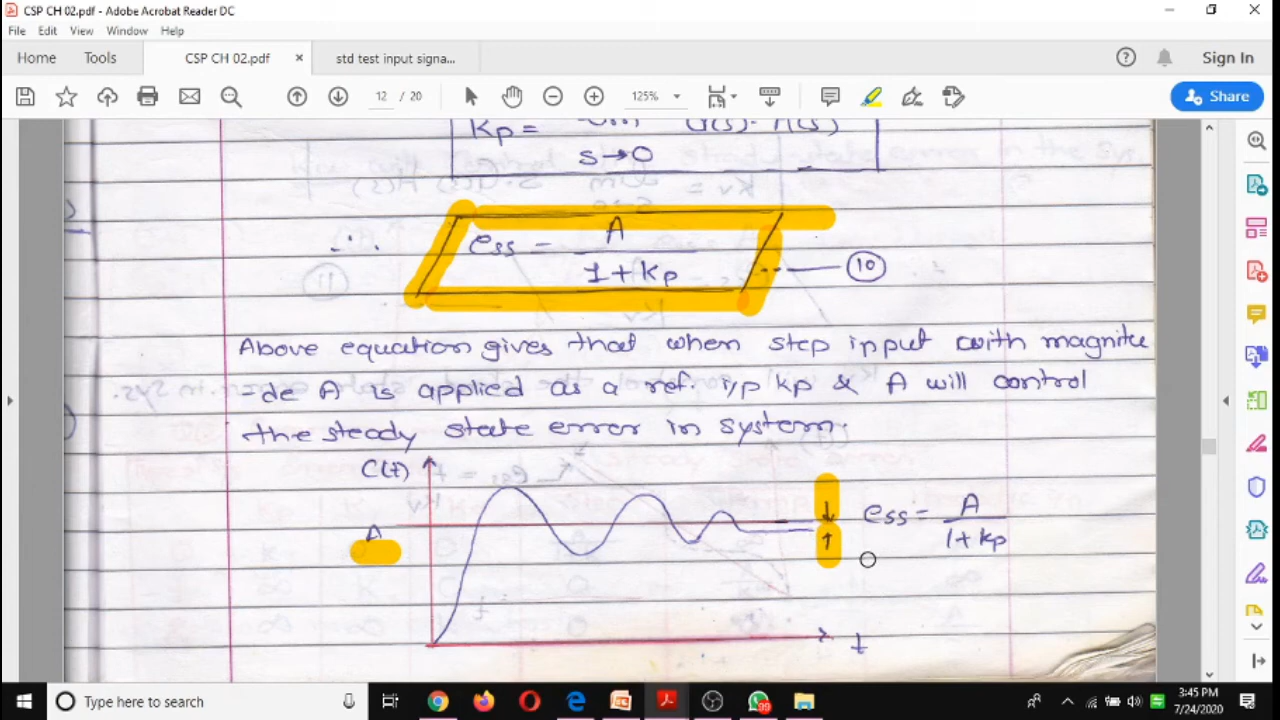 CSP CH 02.pdf - Adobe Acrobat Reader DC
File Edit View Window Help
Home Tools CSP CH 02.pdf × std test input signa... Sign In
12 / 20 125% Share
Kp = G(s). H(s)
s→0
∴ ess = A
1 + kp
10
Above equation gives that when step input with magnitu
=de A is applied as a ref. i/p kp & A will control
the steady state error in system.
C(t)
A
ess = A
1 + kp
t
Type here to search
99
3:45 PM
7/24/2020